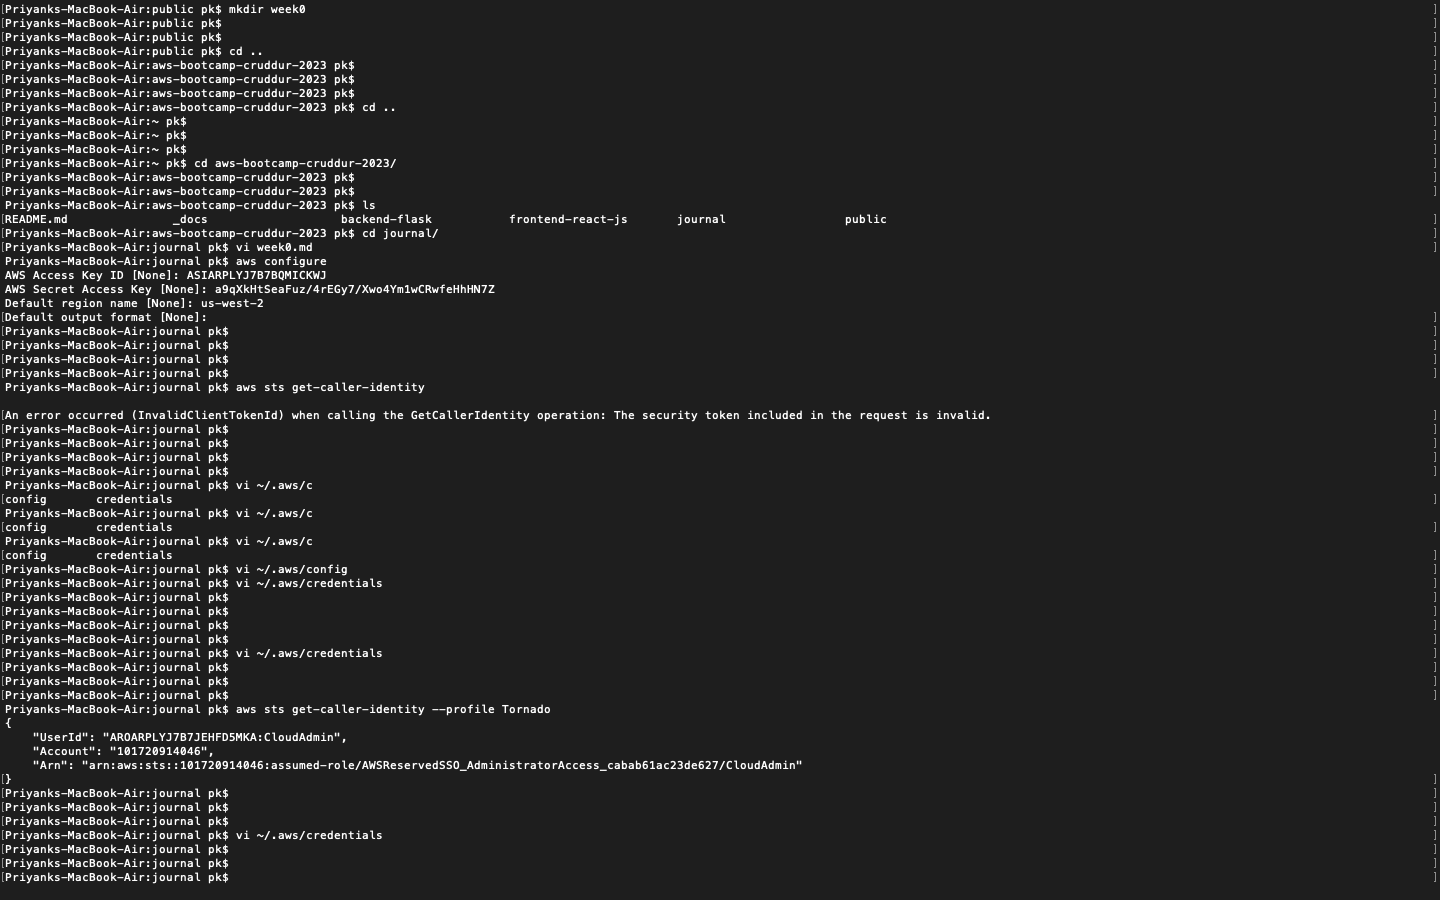 [Priyanks-MacBook-Air:public pk$ mkdir week0 ]
[Priyanks-MacBook-Air:public pk$ ]
[Priyanks-MacBook-Air:public pk$ ]
[Priyanks-MacBook-Air:public pk$ cd .. ]
[Priyanks-MacBook-Air:aws-bootcamp-cruddur-2023 pk$ ]
[Priyanks-MacBook-Air:aws-bootcamp-cruddur-2023 pk$ ]
[Priyanks-MacBook-Air:aws-bootcamp-cruddur-2023 pk$ ]
[Priyanks-MacBook-Air:aws-bootcamp-cruddur-2023 pk$ cd .. ]
[Priyanks-MacBook-Air:~ pk$ ]
[Priyanks-MacBook-Air:~ pk$ ]
[Priyanks-MacBook-Air:~ pk$ ]
[Priyanks-MacBook-Air:~ pk$ cd aws-bootcamp-cruddur-2023/ ]
[Priyanks-MacBook-Air:aws-bootcamp-cruddur-2023 pk$ ]
[Priyanks-MacBook-Air:aws-bootcamp-cruddur-2023 pk$ ]
Priyanks-MacBook-Air:aws-bootcamp-cruddur-2023 pk$ ls
[README.md _docs backend-flask frontend-react-js journal public ]
[Priyanks-MacBook-Air:aws-bootcamp-cruddur-2023 pk$ cd journal/ ]
[Priyanks-MacBook-Air:journal pk$ vi week0.md ]
Priyanks-MacBook-Air:journal pk$ aws configure
AWS Access Key ID [None]: ASIARPLYJ7B7BQMICKWJ
AWS Secret Access Key [None]: a9qXkHtSeaFuz/4rEGy7/Xwo4Ym1wCRwfeHhHN7Z
Default region name [None]: us-west-2
[Default output format [None]: ]
[Priyanks-MacBook-Air:journal pk$ ]
[Priyanks-MacBook-Air:journal pk$ ]
[Priyanks-MacBook-Air:journal pk$ ]
[Priyanks-MacBook-Air:journal pk$ ]
Priyanks-MacBook-Air:journal pk$ aws sts get-caller-identity
[An error occurred (InvalidClientTokenId) when calling the GetCallerIdentity operation: The security token included in the request is invalid. ]
[Priyanks-MacBook-Air:journal pk$ ]
[Priyanks-MacBook-Air:journal pk$ ]
[Priyanks-MacBook-Air:journal pk$ ]
[Priyanks-MacBook-Air:journal pk$ ]
Priyanks-MacBook-Air:journal pk$ vi ~/.aws/c
[config credentials ]
Priyanks-MacBook-Air:journal pk$ vi ~/.aws/c
[config credentials ]
Priyanks-MacBook-Air:journal pk$ vi ~/.aws/c
[config credentials ]
[Priyanks-MacBook-Air:journal pk$ vi ~/.aws/config ]
[Priyanks-MacBook-Air:journal pk$ vi ~/.aws/credentials ]
[Priyanks-MacBook-Air:journal pk$ ]
[Priyanks-MacBook-Air:journal pk$ ]
[Priyanks-MacBook-Air:journal pk$ ]
[Priyanks-MacBook-Air:journal pk$ ]
[Priyanks-MacBook-Air:journal pk$ vi ~/.aws/credentials ]
[Priyanks-MacBook-Air:journal pk$ ]
[Priyanks-MacBook-Air:journal pk$ ]
[Priyanks-MacBook-Air:journal pk$ ]
Priyanks-MacBook-Air:journal pk$ aws sts get-caller-identity --profile Tornado
{
"UserId": "AROARPLYJ7B7JEHFD5MKA:CloudAdmin",
"Account": "101720914046",
"Arn": "arn:aws:sts::101720914046:assumed-role/AWSReservedSSO_AdministratorAccess_cabab61ac23de627/CloudAdmin"
[} ]
[Priyanks-MacBook-Air:journal pk$ ]
[Priyanks-MacBook-Air:journal pk$ ]
[Priyanks-MacBook-Air:journal pk$ ]
[Priyanks-MacBook-Air:journal pk$ vi ~/.aws/credentials ]
[Priyanks-MacBook-Air:journal pk$ ]
[Priyanks-MacBook-Air:journal pk$ ]
[Priyanks-MacBook-Air:journal pk$ ]